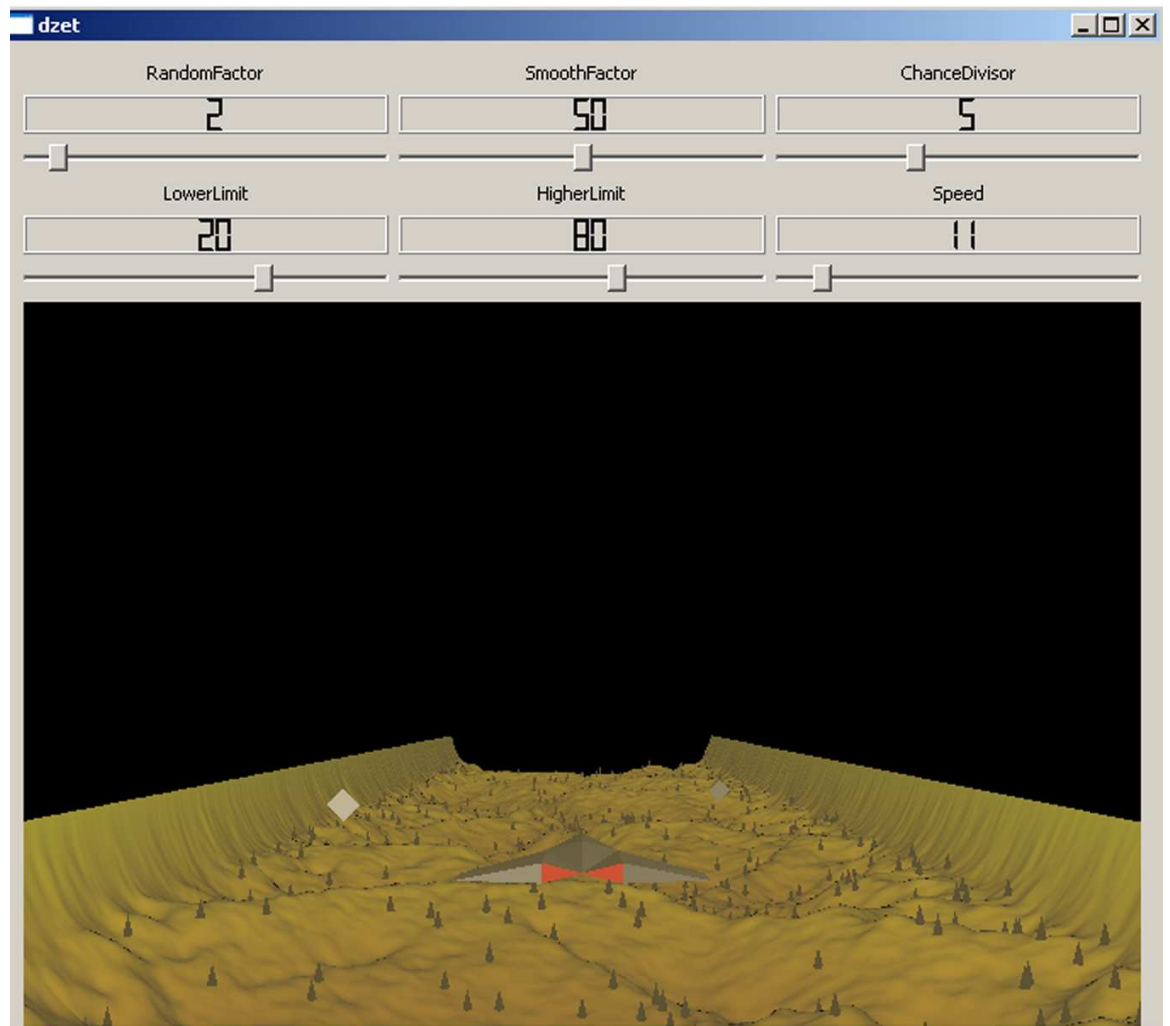 dzet
RandomFactor SmoothFactor ChanceDivisor
2 50 5
LowerLimit HigherLimit Speed
20 80 11